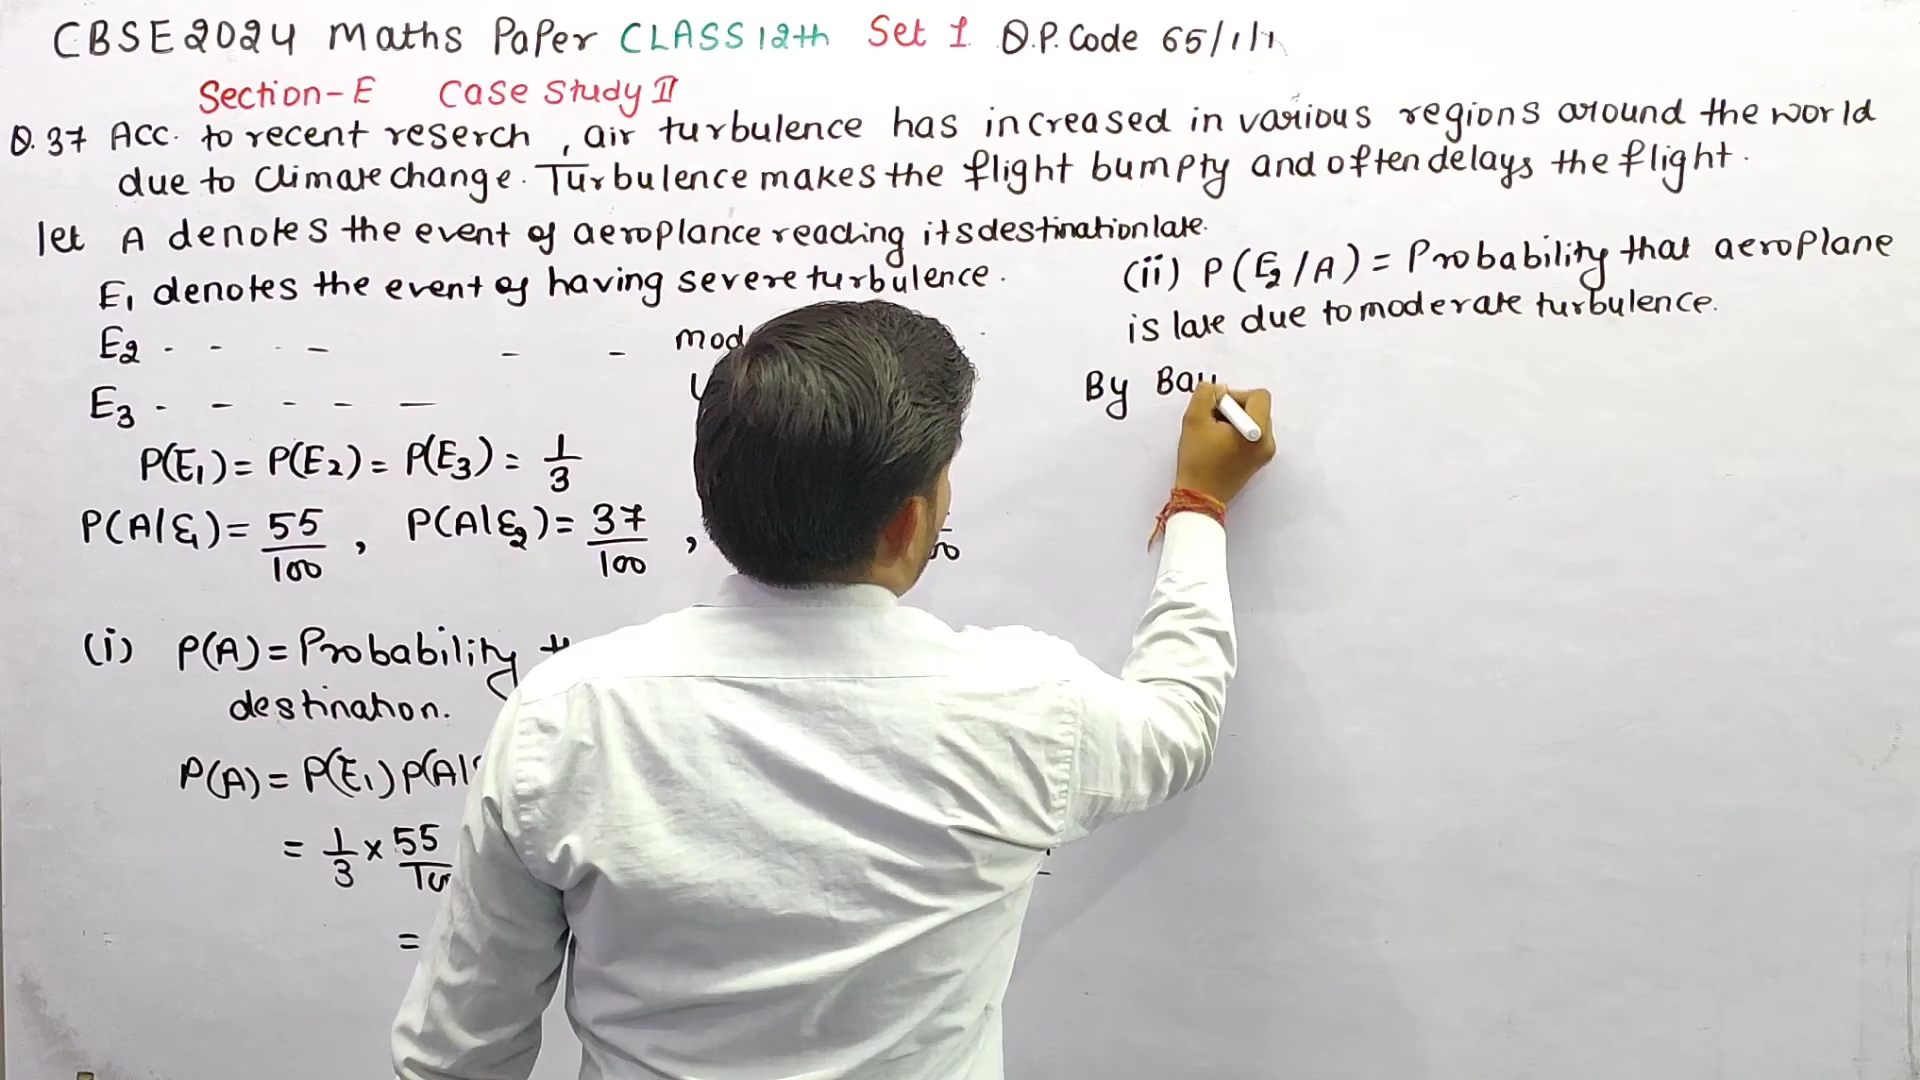 CBSE 2024 Maths Paper CLASS 12th Set 1 Q.P. Code 65/1/1
Section-E Case Study II
Q.37 Acc. to recent reserch, air turbulence has increased in various regions around the world
due to Climate change. Turbulence makes the flight bumpty and often delays the flight.
let A denotes the event of aeroplance reaching its destination late.
E₁ denotes the event of having severe turbulence.
E₂ - - - - - -
E₃ - - - - -
P(E₁) = P(E₂) = P(E₃) = 1/3
P(A|E₁) = 55/100, P(A|E₂) = 37/100,
(i) P(A) = Probability
destination.
P(A) = P(E₁) P(A|
= 1/3 × 55
=
(ii) P(E₂/A) = Probability that aeroplane
is late due to moderate turbulence.
By